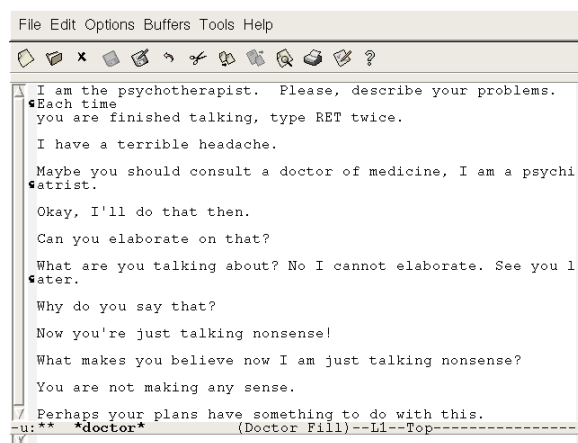 File Edit Options Buffers Tools Help
I am the psychotherapist.  Please, describe your problems.
Each time
you are finished talking, type RET twice.
I have a terrible headache.
Maybe you should consult a doctor of medicine, I am a psychi
atrist.
Okay, I'll do that then.
Can you elaborate on that?
What are you talking about? No I cannot elaborate. See you l
ater.
Why do you say that?
Now you're just talking nonsense!
What makes you believe now I am just talking nonsense?
You are not making any sense.
Perhaps your plans have something to do with this.
-u:**  *doctor*          (Doctor Fill)--L1--Top----------------